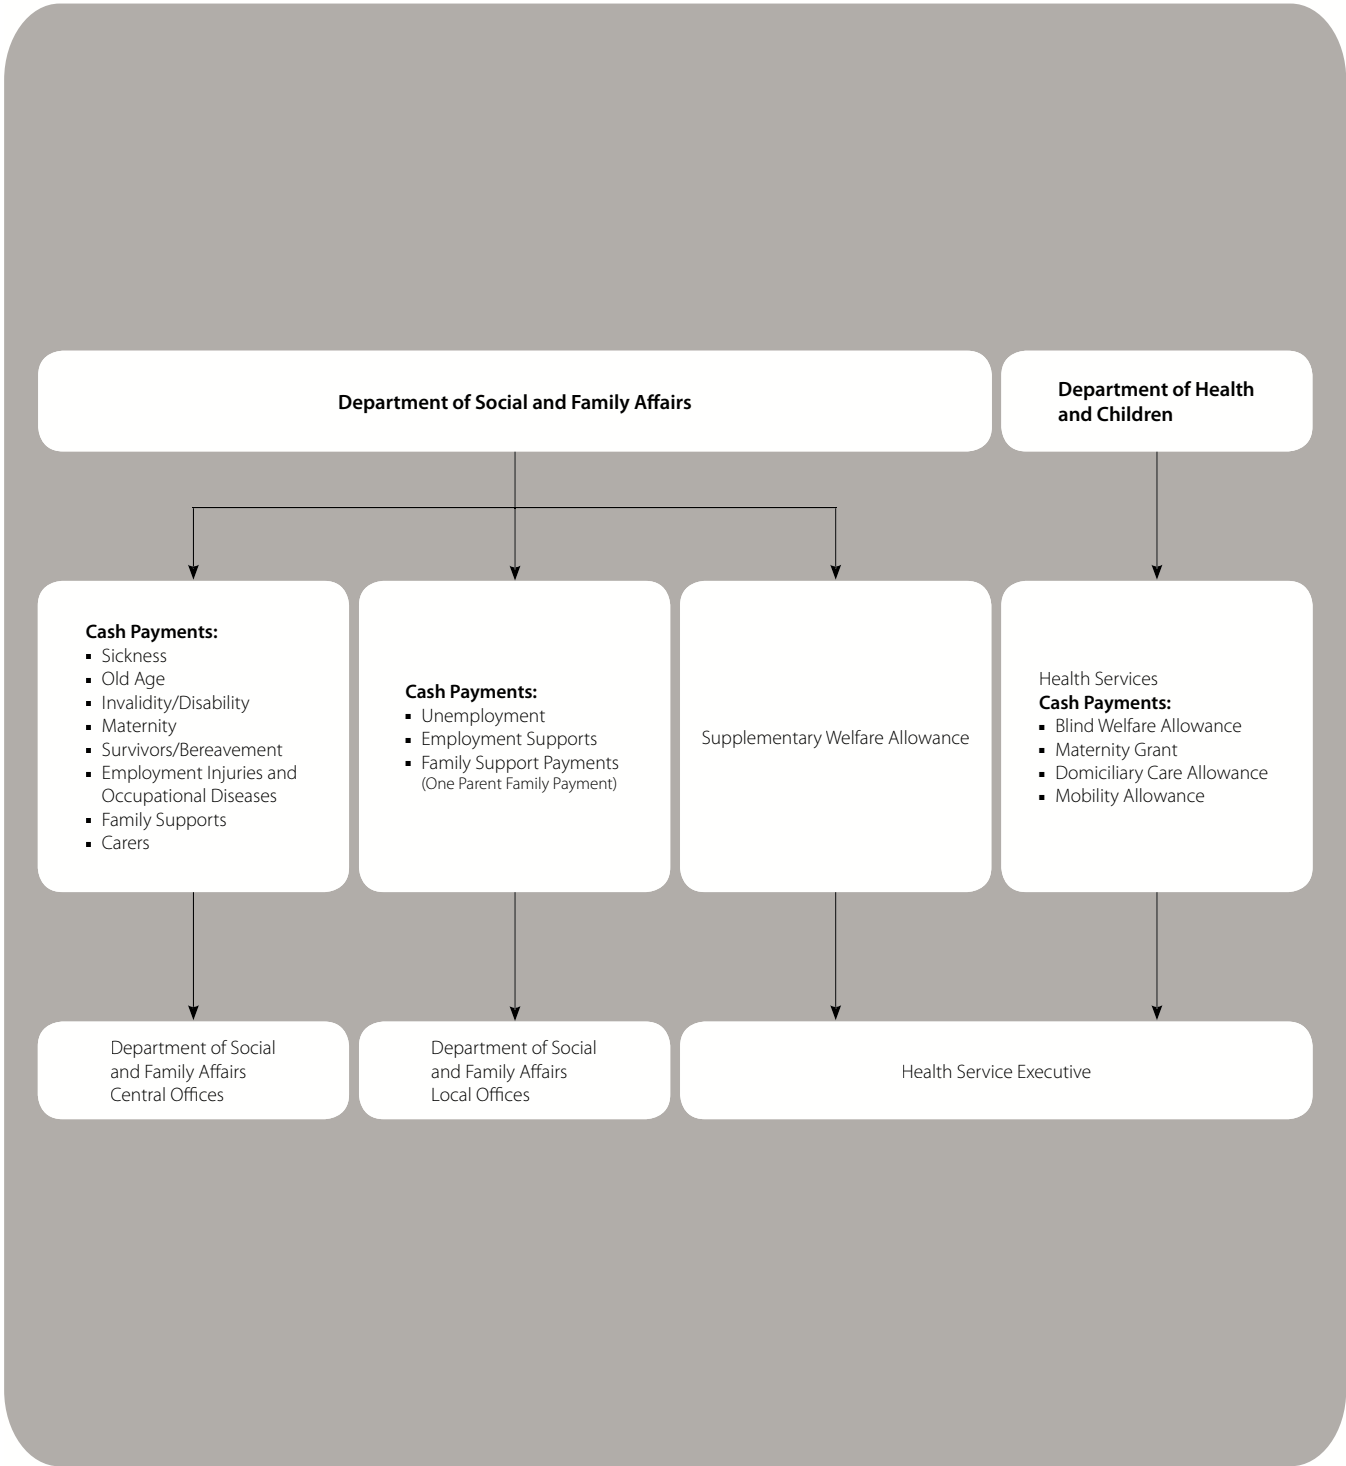 Department of Social and Family Affairs
Department of Health
and Children
Cash Payments:
▪ Sickness
▪ Old Age
▪ Invalidity/Disability
▪ Maternity
▪ Survivors/Bereavement
▪ Employment Injuries and
Occupational Diseases
▪ Family Supports
▪ Carers
Cash Payments:
▪ Unemployment
▪ Employment Supports
▪ Family Support Payments
(One Parent Family Payment)
Supplementary Welfare Allowance
Health Services
Cash Payments:
▪ Blind Welfare Allowance
▪ Maternity Grant
▪ Domiciliary Care Allowance
▪ Mobility Allowance
Department of Social
and Family Affairs
Central Offices
Department of Social
and Family Affairs
Local Offices
Health Service Executive